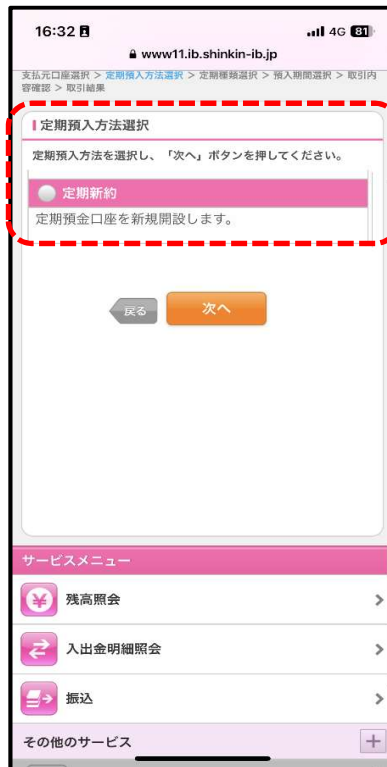 16:32
4G 81
www11.ib.shinkin-ib.jp
支払元口座選択 > 定期預入方法選択 > 定期種類選択 > 預入期間選択 > 取引内
容確認 > 取引結果
定期預入方法選択
定期預入方法を選択し、「次へ」ボタンを押してください。
定期新約
定期預金口座を新規開設します。
戻る 次へ
サービスメニュー
残高照会
入出金明細照会
振込
その他のサービス